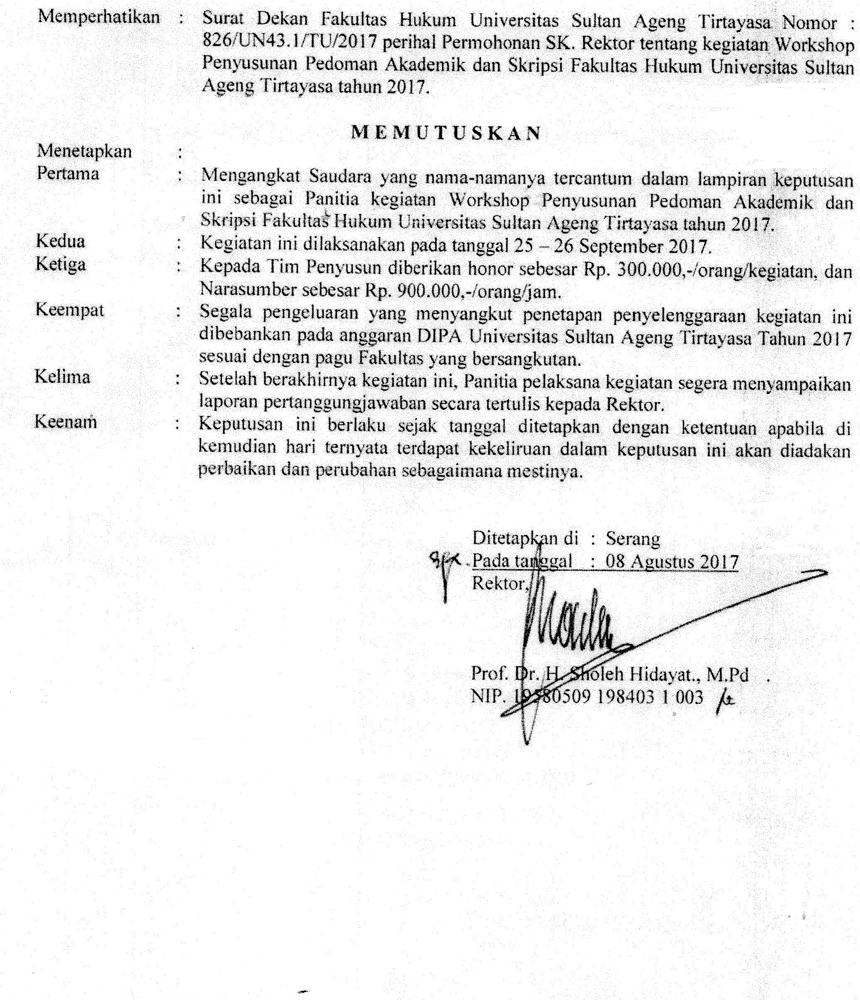 Memperhatikan : Surat Dekan Fakultas Hukum Universitas Sultan Ageng Tirtayasa Nomor :
826/UN43.1/TU/2017 perihal Permohonan SK. Rektor tentang kegiatan Workshop
Penyusunan Pedoman Akademik dan Skripsi Fakultas Hukum Universitas Sultan
Ageng Tirtayasa tahun 2017.
MEMUTUSKAN
Menetapkan :
Pertama : Mengangkat Saudara yang nama-namanya tercantum dalam lampiran keputusan
ini sebagai Panitia kegiatan Workshop Penyusunan Pedoman Akademik dan
Skripsi Fakultas Hukum Universitas Sultan Ageng Tirtayasa tahun 2017.
Kedua : Kegiatan ini dilaksanakan pada tanggal 25 – 26 September 2017.
Ketiga : Kepada Tim Penyusun diberikan honor sebesar Rp. 300.000,-/orang/kegiatan, dan
Narasumber sebesar Rp. 900.000,-/orang/jam.
Keempat : Segala pengeluaran yang menyangkut penetapan penyelenggaraan kegiatan ini
dibebankan pada anggaran DIPA Universitas Sultan Ageng Tirtayasa Tahun 2017
sesuai dengan pagu Fakultas yang bersangkutan.
Kelima : Setelah berakhirnya kegiatan ini, Panitia pelaksana kegiatan segera menyampaikan
laporan pertanggungjawaban secara tertulis kepada Rektor.
Keenam : Keputusan ini berlaku sejak tanggal ditetapkan dengan ketentuan apabila di
kemudian hari ternyata terdapat kekeliruan dalam keputusan ini akan diadakan
perbaikan dan perubahan sebagaimana mestinya.
Ditetapkan di : Serang
Pada tanggal : 08 Agustus 2017
Rektor,
Prof. Dr. H. Sholeh Hidayat., M.Pd
NIP. 19580509 198403 1 003